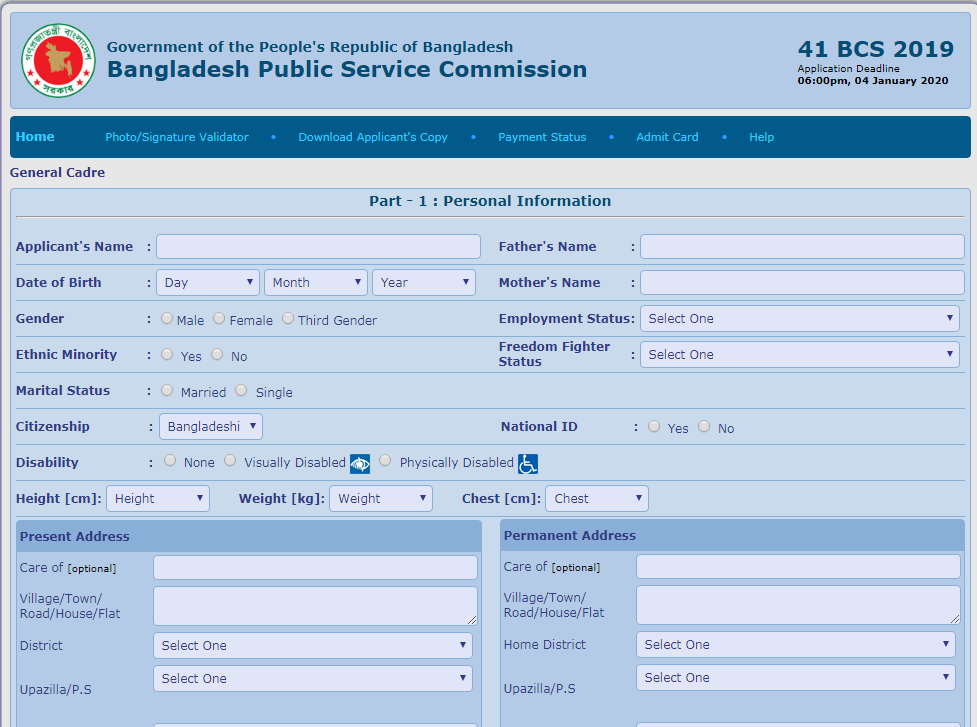 গণপ্রজাতন্ত্রী বাংলাদেশ
সরকার
Government of the People's Republic of Bangladesh
Bangladesh Public Service Commission
41 BCS 2019
Application Deadline
06:00pm, 04 January 2020
Home Photo/Signature Validator • Download Applicant's Copy • Payment Status • Admit Card • Help
General Cadre
Part - 1 : Personal Information
Applicant's Name : Father's Name :
Date of Birth : Day Month Year Mother's Name :
Gender : Male Female Third Gender Employment Status: Select One
Ethnic Minority : Yes No Freedom Fighter Status : Select One
Marital Status : Married Single
Citizenship : Bangladeshi National ID : Yes No
Disability : None Visually Disabled Physically Disabled
Height [cm]: Height Weight [kg]: Weight Chest [cm]: Chest
Present Address
Care of [optional]
Village/Town/
Road/House/Flat
District Select One
Upazilla/P.S Select One
Permanent Address
Care of [optional]
Village/Town/
Road/House/Flat
Home District Select One
Upazilla/P.S Select One